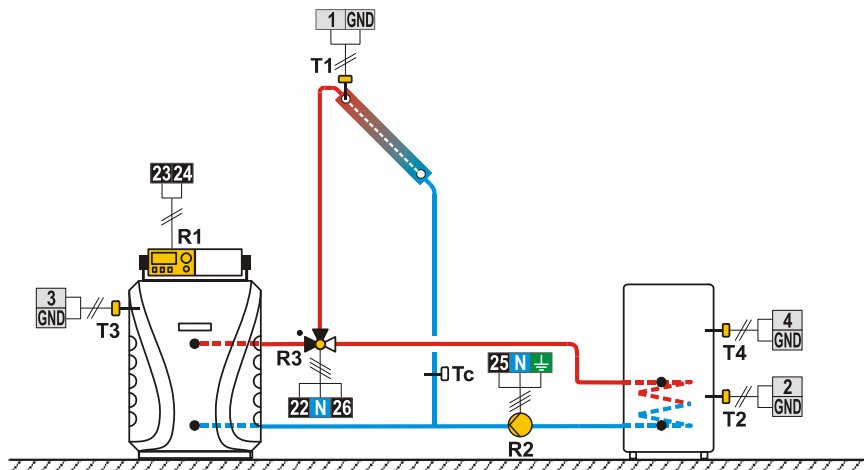 1 GND
T1
23 24
R1
3
GND
T3
R3
22 N 26
Tc
25 N
R2
4
GND
T4
2
GND
T2